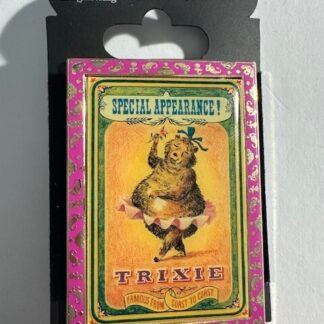 SPECIAL APPEARANCE!
TRIXIE
FAMOUS FROM COAST TO COAST